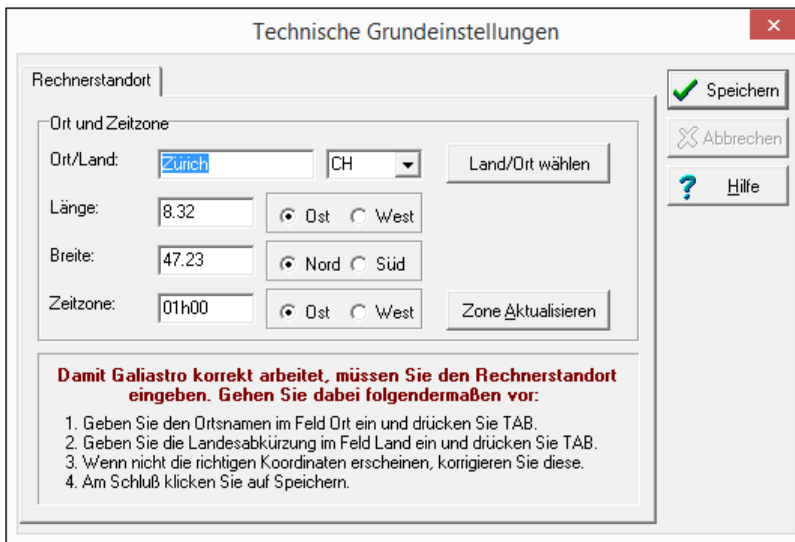 Technische Grundeinstellungen
Rechnerstandort
Speichern
Abbrechen
Hilfe
Ort und Zeitzone
Ort/Land: Zürich CH Land/Ort wählen
Länge: 8.32 Ost West
Breite: 47.23 Nord Süd
Zeitzone: 01h00 Ost West Zone Aktualisieren
Damit Galiastro korrekt arbeitet, müssen Sie den Rechnerstandort
eingeben. Gehen Sie dabei folgendermaßen vor:
1. Geben Sie den Ortsnamen im Feld Ort ein und drücken Sie TAB.
2. Geben Sie die Landesabkürzung im Feld Land ein und drücken Sie TAB.
3. Wenn nicht die richtigen Koordinaten erscheinen, korrigieren Sie diese.
4. Am Schluß klicken Sie auf Speichern.